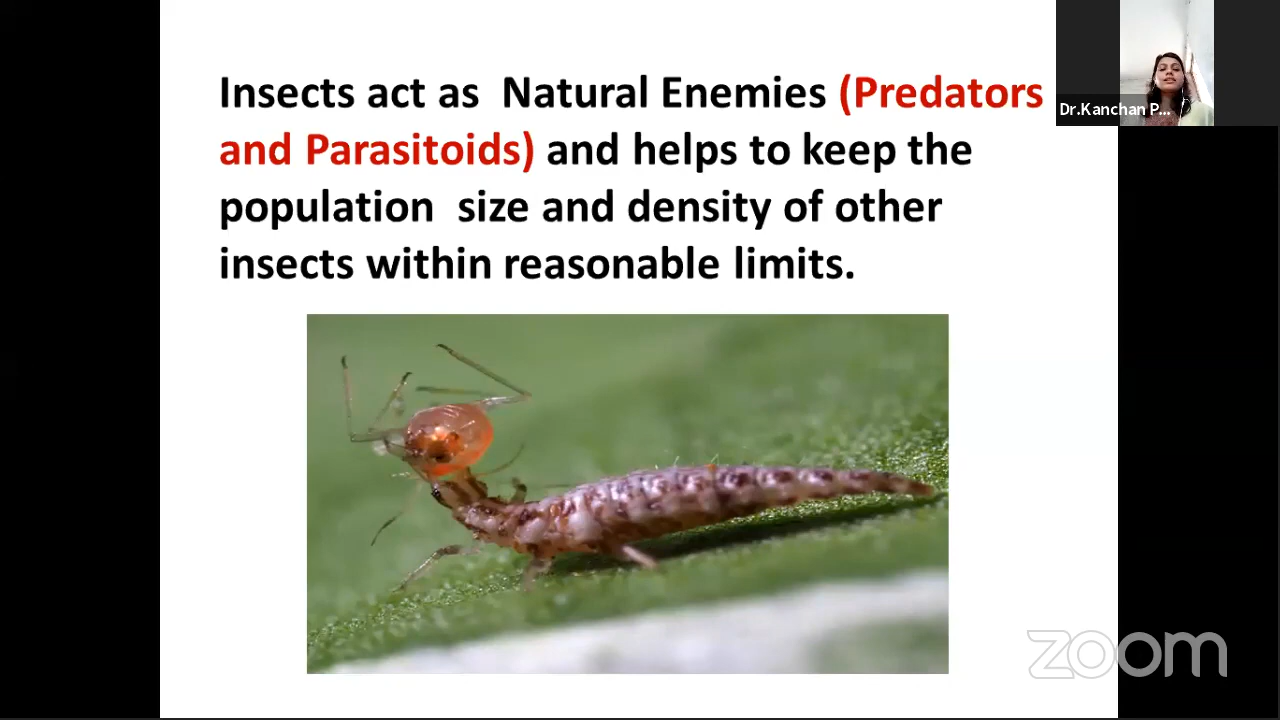 Insects act as Natural Enemies (Predators
and Parasitoids) and helps to keep the
population size and density of other
insects within reasonable limits.
Dr.Kanchan P...
zoom